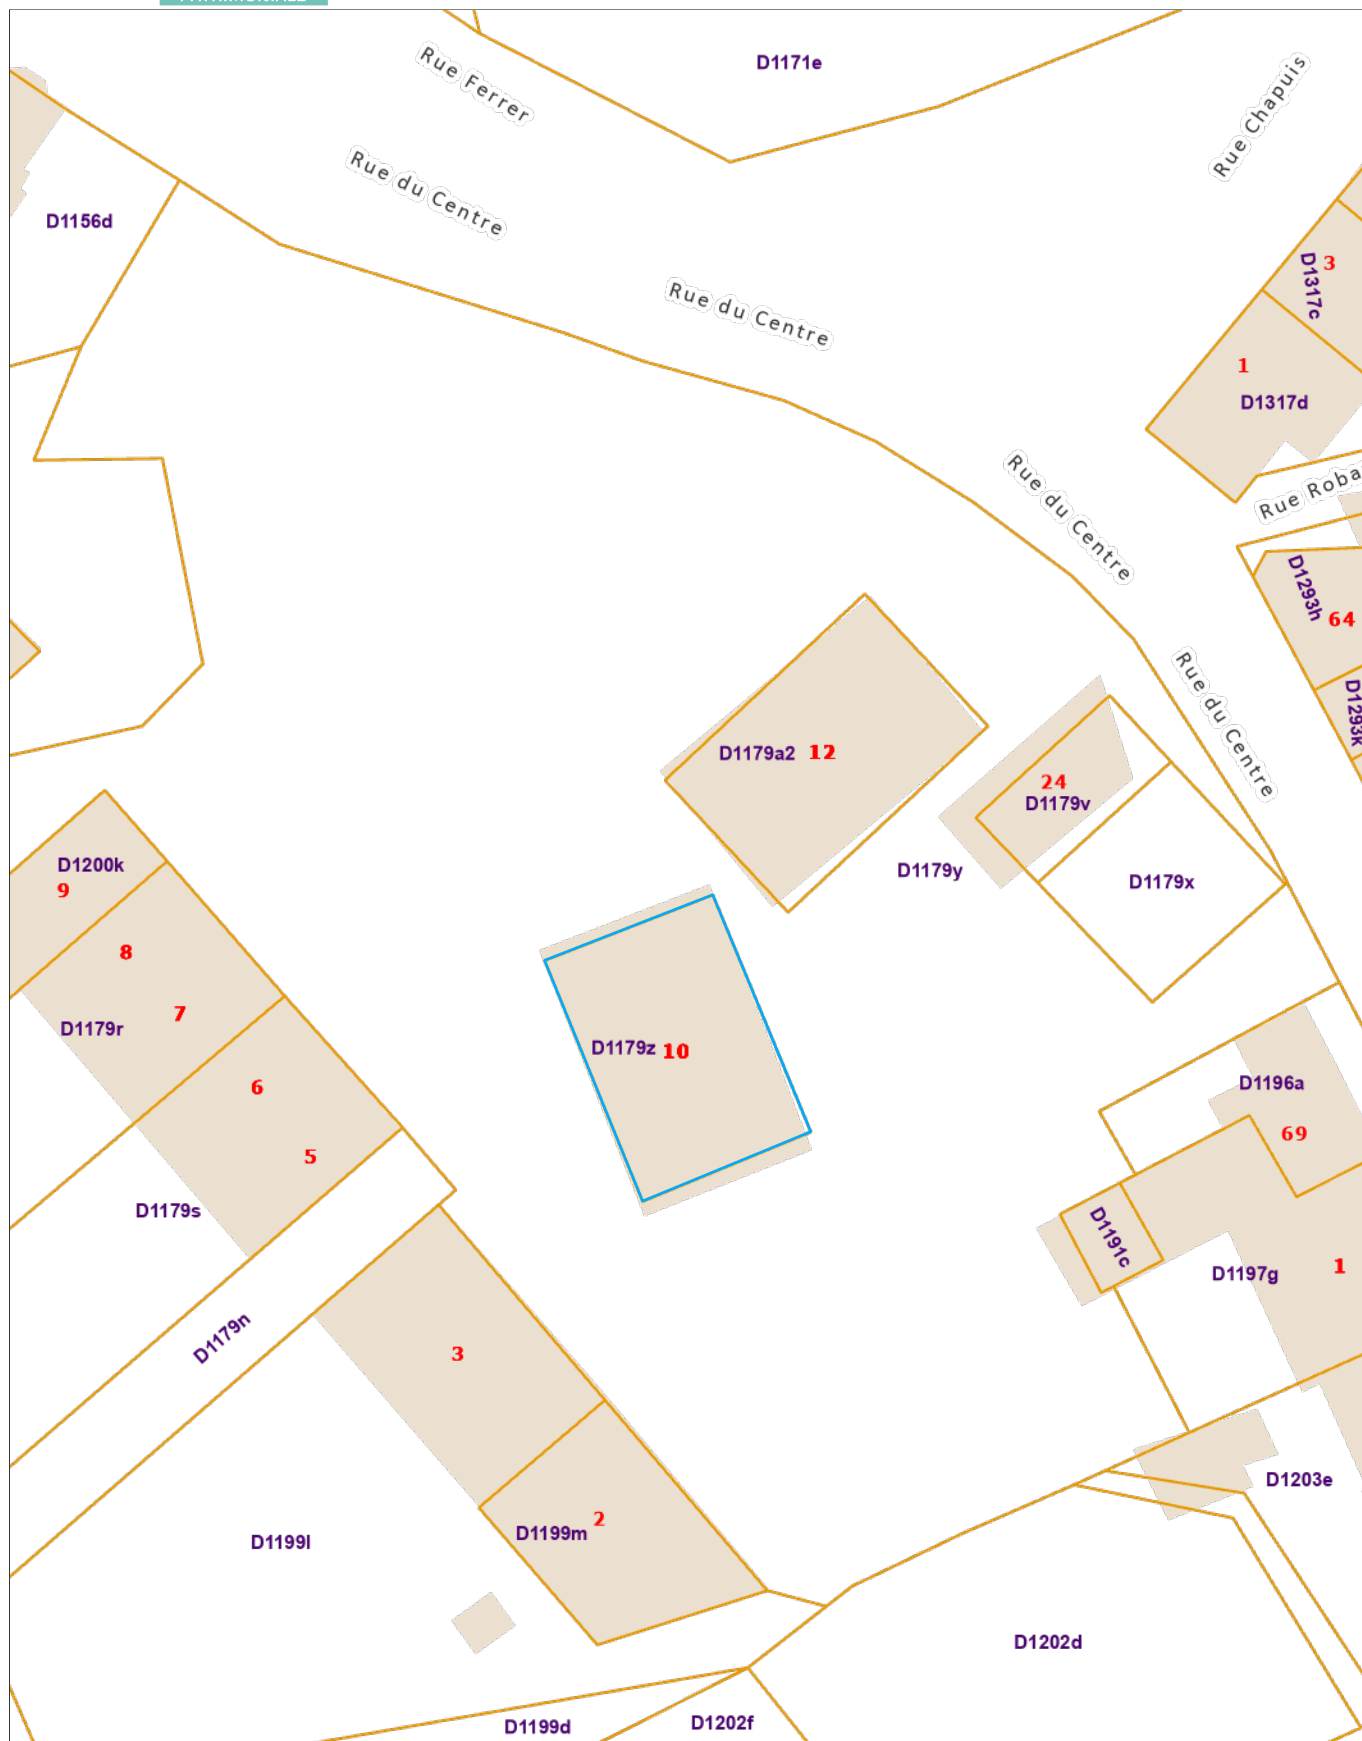 D1171e
Rue Ferrer
Rue Chapuis
Rue du Centre
D1156d
3
D1317c
Rue du Centre
1
D1317d
Rue du Centre
Rue Roba
D1293h
64
Rue du Centre
D1293k
D1179a2 12
24
D1179v
D1200k
9
D1179y
D1179x
8
7
D1179r
D1179z 10
6
D1196a
69
5
D1179s
D1191c
D1197g
1
D1179n
3
D1203e
2
D1199m
D1199l
D1202d
D1199d
D1202f